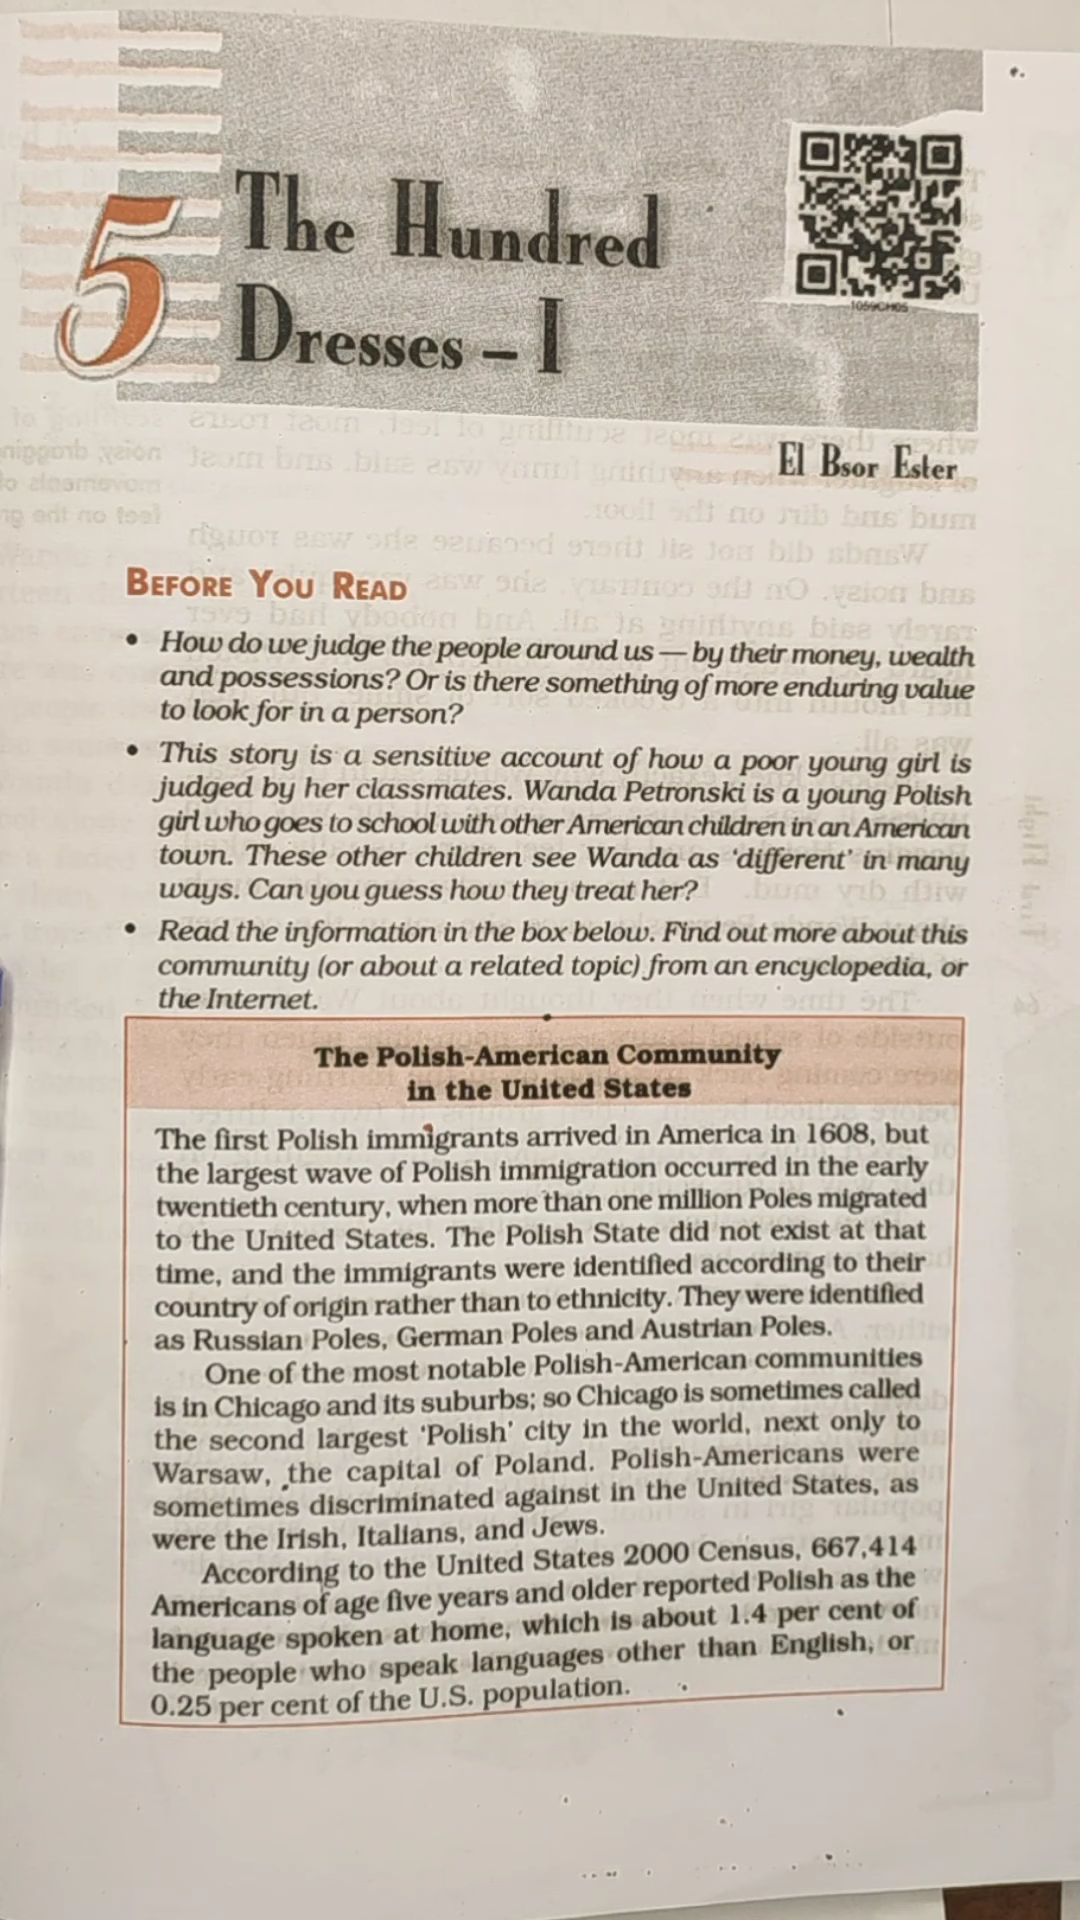 5
The Hundred
Dresses – I
1059CH05
El Bsor Ester
BEFORE YOU READ
• How do we judge the people around us — by their money, wealth
and possessions? Or is there something of more enduring value
to look for in a person?
• This story is a sensitive account of how a poor young girl is
judged by her classmates. Wanda Petronski is a young Polish
girl who goes to school with other American children in an American
town. These other children see Wanda as ‘different’ in many
ways. Can you guess how they treat her?
• Read the information in the box below. Find out more about this
community (or about a related topic) from an encyclopedia, or
the Internet.
The Polish-American Community
in the United States
The first Polish immigrants arrived in America in 1608, but
the largest wave of Polish immigration occurred in the early
twentieth century, when more than one million Poles migrated
to the United States. The Polish State did not exist at that
time, and the immigrants were identified according to their
country of origin rather than to ethnicity. They were identified
as Russian Poles, German Poles and Austrian Poles.
One of the most notable Polish-American communities
is in Chicago and its suburbs; so Chicago is sometimes called
the second largest ‘Polish’ city in the world, next only to
Warsaw, the capital of Poland. Polish-Americans were
sometimes discriminated against in the United States, as
were the Irish, Italians, and Jews.
According to the United States 2000 Census, 667,414
Americans of age five years and older reported Polish as the
language spoken at home, which is about 1.4 per cent of
the people who speak languages other than English, or
0.25 per cent of the U.S. population.